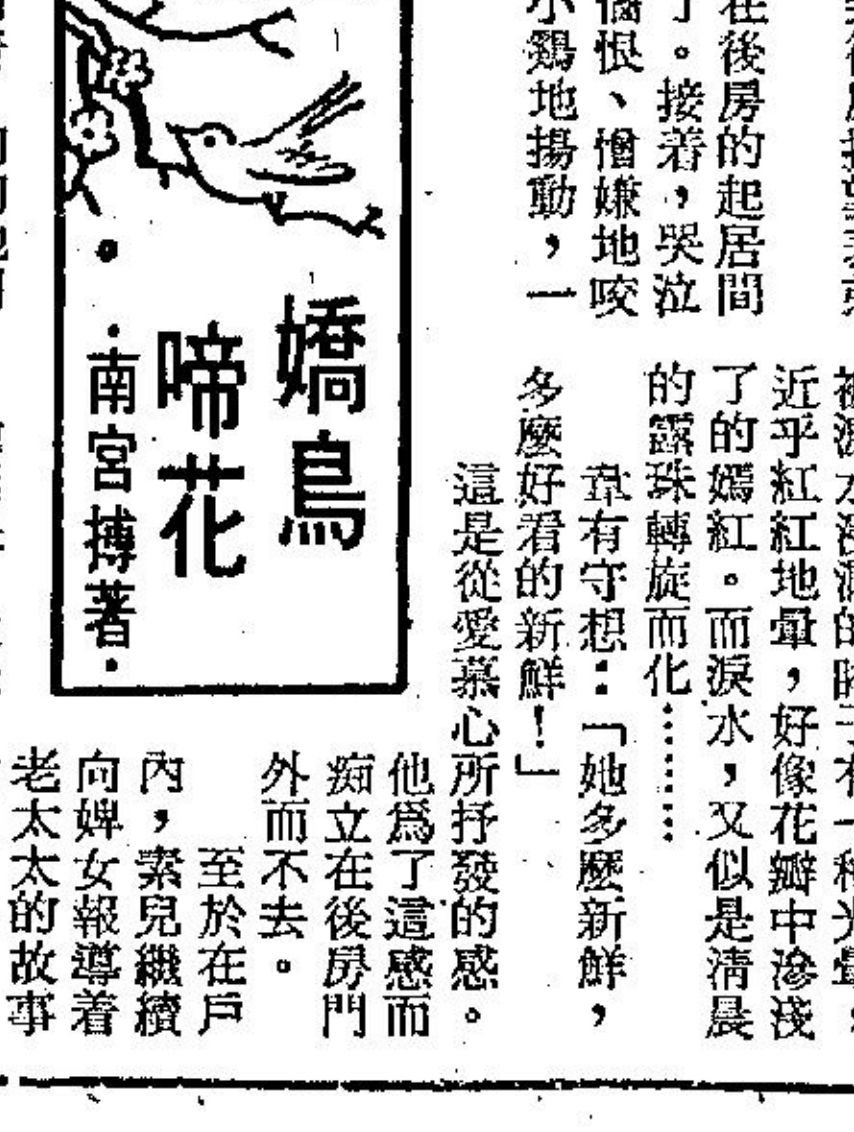 在後房的起居間
了。接着，哭泣
恨、憎嫌地咬
小鷄地揚動，一
近乎紅紅地暈，好像花瓣中滲淺
了的嫣紅。而淚水，又似是清晨
的露珠轉旋而化……
韋有守想：「她多麼新鮮，
多麼好看的新鮮！」
這是從愛慕心所抒發的感。
他為了這感而
痴立在後房門
外而不去。
至於在戶
內，素兒繼續
向婢女報導着
老太太的故事
嬌鳥
啼花
·南宮搏著·